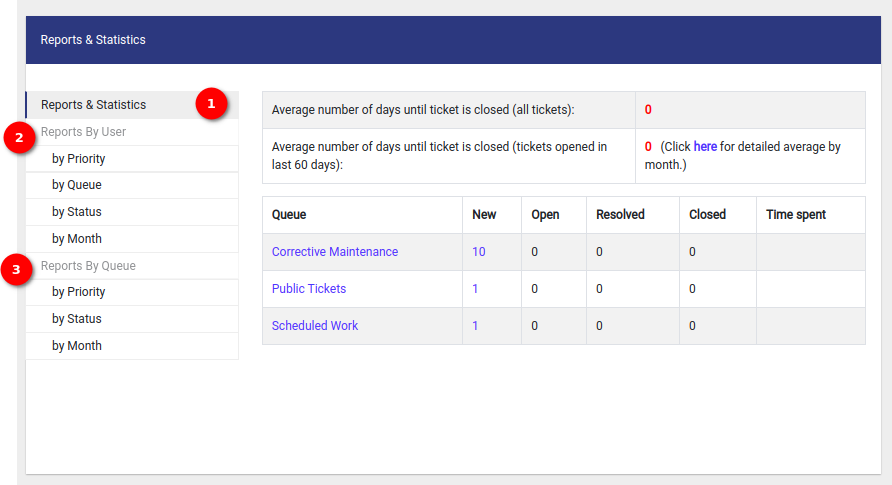 Reports & Statistics
Reports & Statistics
1
2
Reports By User
by Priority
by Queue
by Status
by Month
3
Reports By Queue
by Priority
by Status
by Month
Average number of days until ticket is closed (all tickets): 0
Average number of days until ticket is closed (tickets opened in
last 60 days):
0 (Click here for detailed average by
month.)
Queue New Open Resolved Closed Time spent
Corrective Maintenance 10 0 0 0
Public Tickets 1 0 0 0
Scheduled Work 1 0 0 0